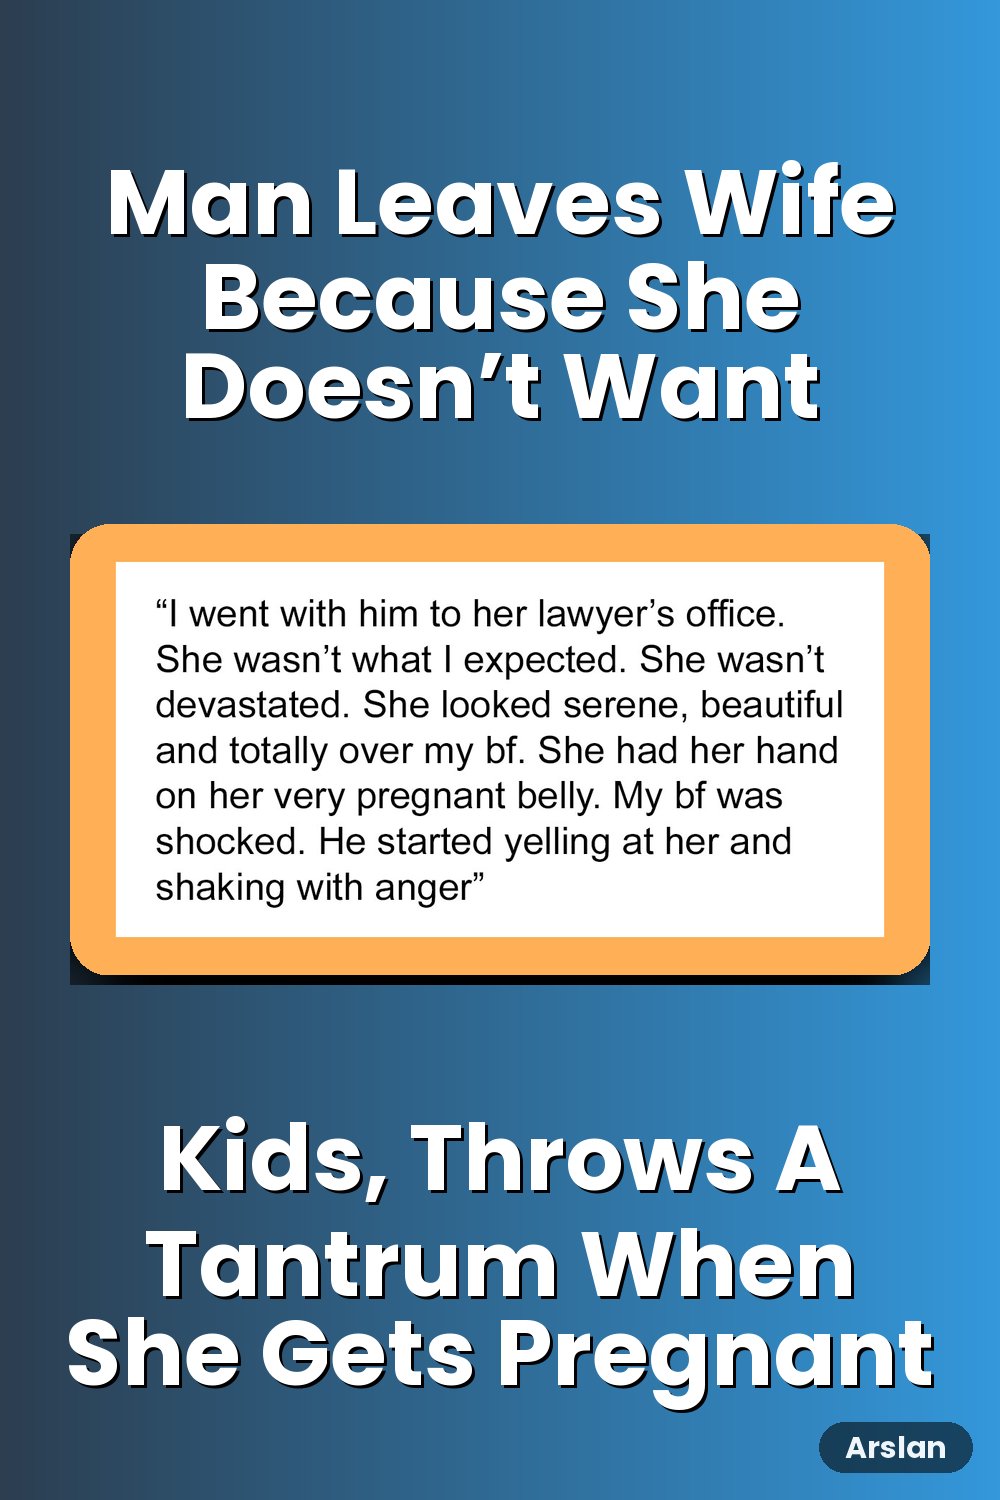 Man Leaves Wife
Because She
Doesn’t Want
“I went with him to her lawyer’s office.
She wasn’t what I expected. She wasn’t
devastated. She looked serene, beautiful
and totally over my bf. She had her hand
on her very pregnant belly. My bf was
shocked. He started yelling at her and
shaking with anger”
Kids, Throws A
Tantrum When
She Gets Pregnant
Arslan